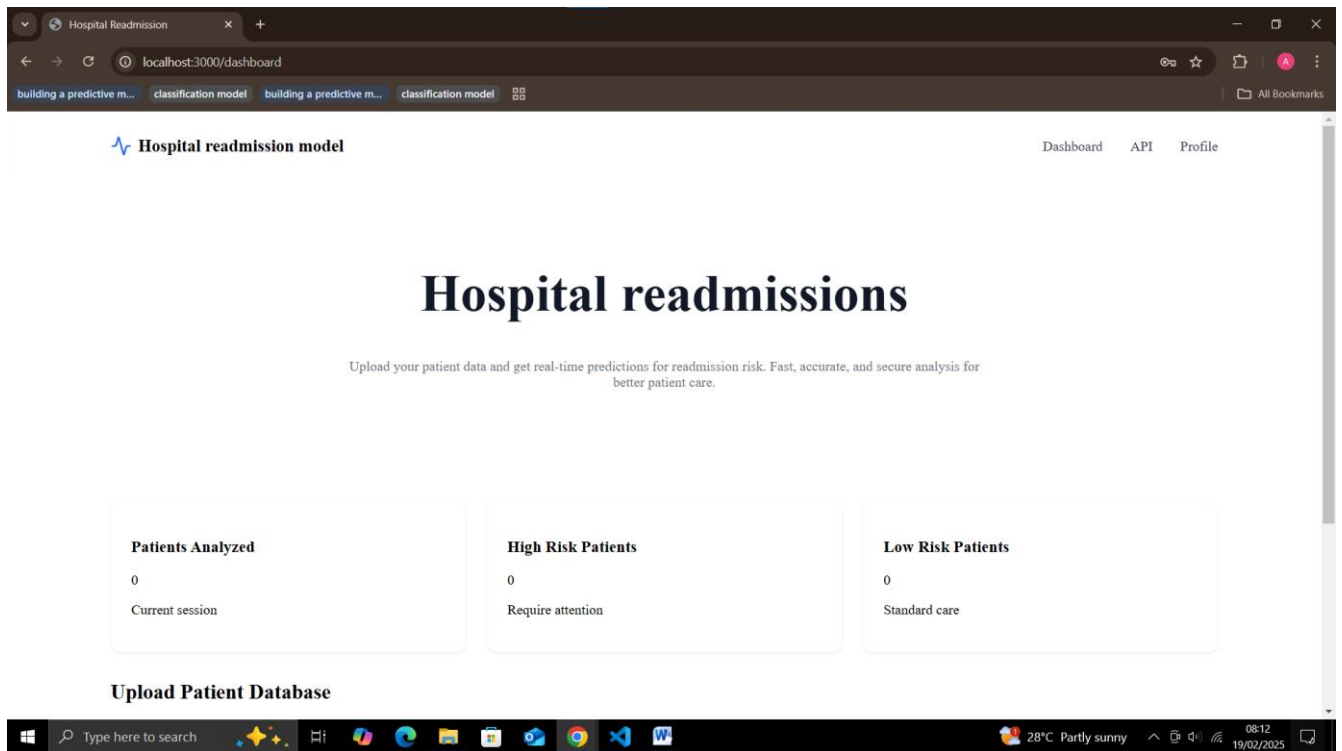 Hospital Readmission
localhost:3000/dashboard
A
building a predictive m... classification model building a predictive m... classification model
All Bookmarks
Hospital readmission model
Dashboard API Profile
Hospital readmissions
Upload your patient data and get real-time predictions for readmission risk. Fast, accurate, and secure analysis for
better patient care.
Patients Analyzed
0
Current session
High Risk Patients
0
Require attention
Low Risk Patients
0
Standard care
Upload Patient Database
Type here to search
28°C Partly sunny
08:12
19/02/2025